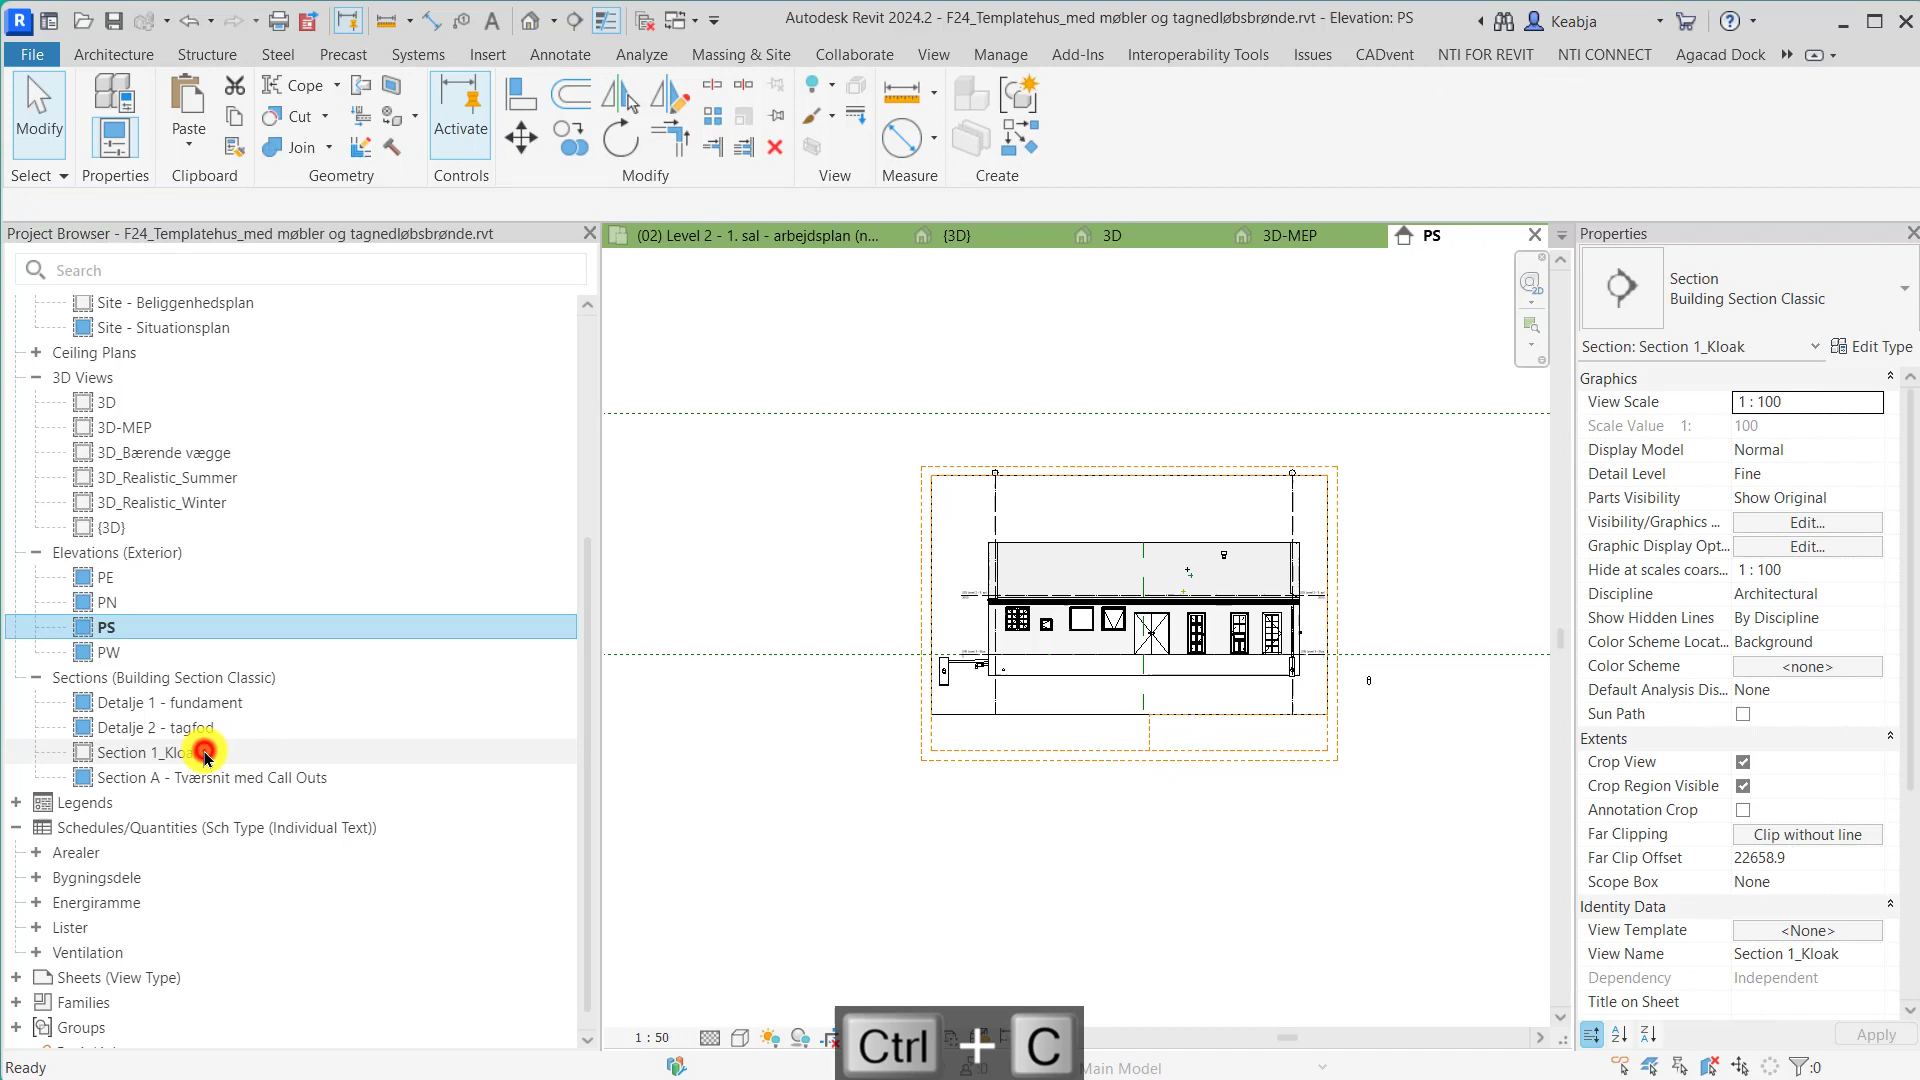 Autodesk Revit 2024.2 - F24_Templatehus_med møbler og tagnedløbsbrønde.rvt - Elevation: PS
Keabja
File Architecture Structure Steel Precast Systems Insert Annotate Analyze Massing & Site Collaborate View Manage Add-Ins Interoperability Tools Issues CADvent NTI FOR REVIT NTI CONNECT Agacad Dock
Modify
Paste
Cope
Cut
Join
Activate
Select Properties Clipboard Geometry Controls Modify View Measure Create
Project Browser - F24_Templatehus_med møbler og tagnedløbsbrønde.rvt
Search
Site - Beliggenhedsplan
Site - Situationsplan
Ceiling Plans
3D Views
3D
3D-MEP
3D_Bærende vægge
3D_Realistic_Summer
3D_Realistic_Winter
{3D}
Elevations (Exterior)
PE
PN
PS
PW
Sections (Building Section Classic)
Detalje 1 - fundament
Detalje 2 - tagfod
Section 1_Kloa
Section A - Tværsnit med Call Outs
Legends
Schedules/Quantities (Sch Type (Individual Text))
Arealer
Bygningsdele
Energiramme
Lister
Ventilation
Sheets (View Type)
Families
Groups
(02) Level 2 - 1. sal - arbejdsplan (n... {3D} 3D 3D-MEP PS
2D
1 : 50
Ctrl + C
Properties
Section
Building Section Classic
Section: Section 1_Kloak Edit Type
Graphics
View Scale 1 : 100
Scale Value 1: 100
Display Model Normal
Detail Level Fine
Parts Visibility Show Original
Visibility/Graphics ... Edit...
Graphic Display Opt... Edit...
Hide at scales coars... 1 : 100
Discipline Architectural
Show Hidden Lines By Discipline
Color Scheme Locat... Background
Color Scheme <none>
Default Analysis Dis... None
Sun Path
Extents
Crop View
Crop Region Visible
Annotation Crop
Far Clipping Clip without line
Far Clip Offset 22658.9
Scope Box None
Identity Data
View Template <None>
View Name Section 1_Kloak
Dependency Independent
Title on Sheet
Apply
Ready
:0
Main Model
:0